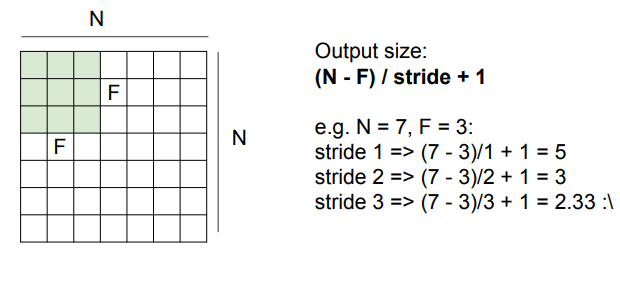 N
F
F
N
Output size:
(N - F) / stride + 1
e.g. N = 7, F = 3:
stride 1 => (7 - 3)/1 + 1 = 5
stride 2 => (7 - 3)/2 + 1 = 3
stride 3 => (7 - 3)/3 + 1 = 2.33 :\